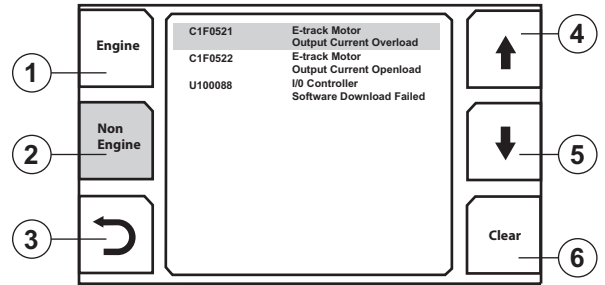 Engine
Non
Engine
C1F0521 E-track Motor
Output Current Overload
C1F0522 E-track Motor
Output Current Openload
U100088 I/0 Controller
Software Download Failed
Clear
1
2
3
4
5
6